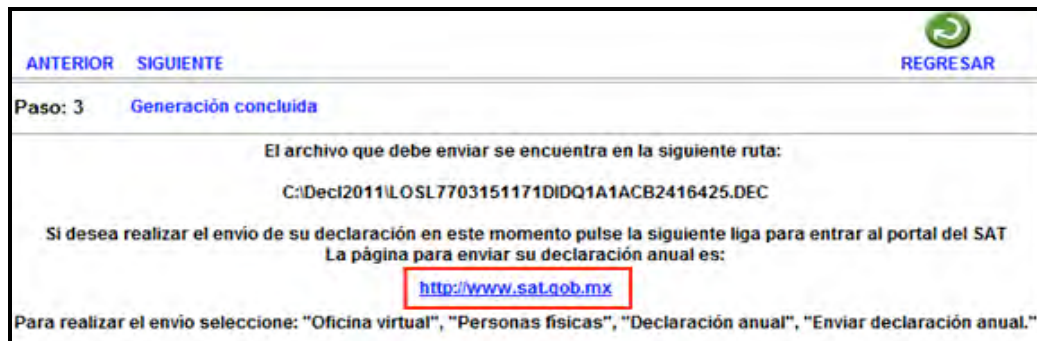 ANTERIOR SIGUIENTE REGRESAR
Paso: 3 Generación concluida
El archivo que debe enviar se encuentra en la siguiente ruta:
C:\Decl2011\LOSL7703151171DIDQ1A1ACB2416425.DEC
Si desea realizar el envío de su declaración en este momento pulse la siguiente liga para entrar al portal del SAT
La página para enviar su declaración anual es:
http://www.sat.gob.mx
Para realizar el envío seleccione: "Oficina virtual", "Personas físicas", "Declaración anual", "Enviar declaración anual."